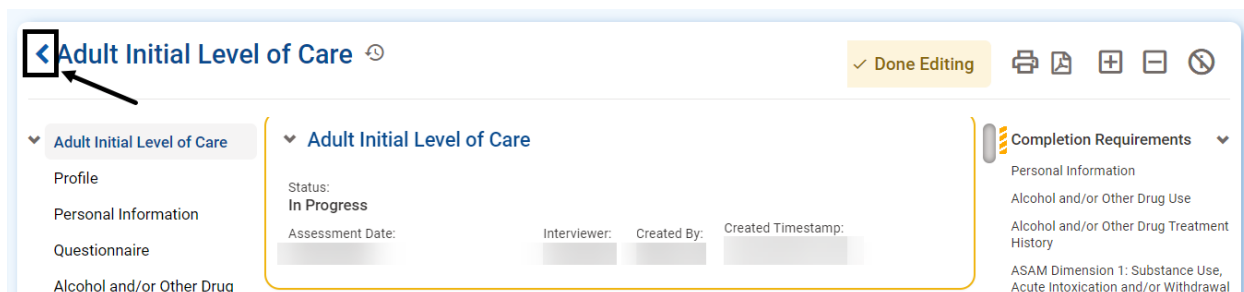 Adult Initial Level of Care
Done Editing
Adult Initial Level of Care
Profile
Personal Information
Questionnaire
Alcohol and/or Other Drug
Adult Initial Level of Care
Status:
In Progress
Assessment Date:
Interviewer:
Created By:
Created Timestamp:
Completion Requirements
Personal Information
Alcohol and/or Other Drug Use
Alcohol and/or Other Drug Treatment
History
ASAM Dimension 1: Substance Use,
Acute Intoxication and/or Withdrawal